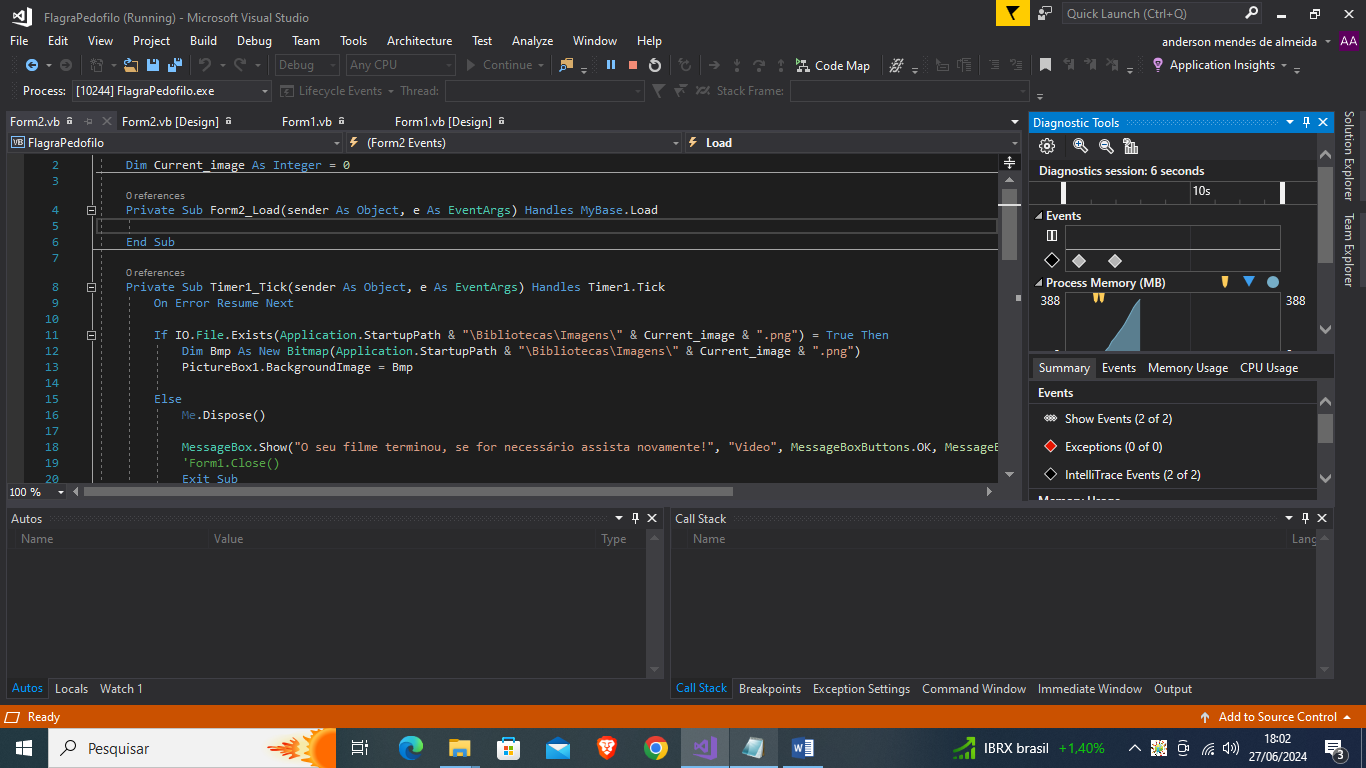 FlagraPedofilo (Running) - Microsoft Visual Studio
Quick Launch (Ctrl+Q)
File Edit View Project Build Debug Team Tools Architecture Test Analyze Window Help
anderson mendes de almeida AA
Debug Any CPU Continue Code Map Application Insights
Process: [10244] FlagraPedofilo.exe Lifecycle Events Thread: Stack Frame:
Form2.vb Form2.vb [Design] Form1.vb Form1.vb [Design]
VB FlagraPedofilo (Form2 Events) Load
2 Dim Current_image As Integer = 0
3
0 references
4 Private Sub Form2_Load(sender As Object, e As EventArgs) Handles MyBase.Load
5
6 End Sub
7
0 references
8 Private Sub Timer1_Tick(sender As Object, e As EventArgs) Handles Timer1.Tick
9 On Error Resume Next
10
11 If IO.File.Exists(Application.StartupPath & "\Bibliotecas\Imagens\" & Current_image & ".png") = True Then
12 Dim Bmp As New Bitmap(Application.StartupPath & "\Bibliotecas\Imagens\" & Current_image & ".png")
13 PictureBox1.BackgroundImage = Bmp
14
15 Else
16 Me.Dispose()
17
18 MessageBox.Show("O seu filme terminou, se for necessário assista novamente!", "Video", MessageBoxButtons.OK, MessageB
19 'Form1.Close()
20 Exit Sub
100 %
Diagnostic Tools
Diagnostics session: 6 seconds
10s
Events
Process Memory (MB)
388 388
Summary Events Memory Usage CPU Usage
Events
Show Events (2 of 2)
Exceptions (0 of 0)
IntelliTrace Events (2 of 2)
Memory Usage
Solution Explorer
Team Explorer
Autos
Name Value Type
Autos Locals Watch 1
Call Stack
Name Lang
Call Stack Breakpoints Exception Settings Command Window Immediate Window Output
Ready
Add to Source Control
Pesquisar
IBRX brasil +1,40%
18:02
27/06/2024
3